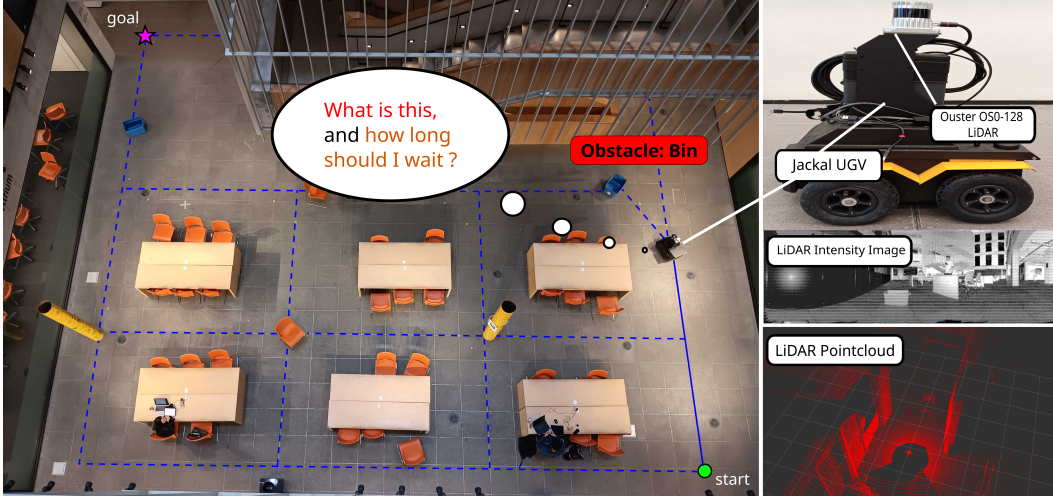 goal
What is this,
and how long
should I wait ?
Obstacle: Bin
start
Ouster OS0-128
LiDAR
Jackal UGV
LiDAR Intensity Image
LiDAR Pointcloud